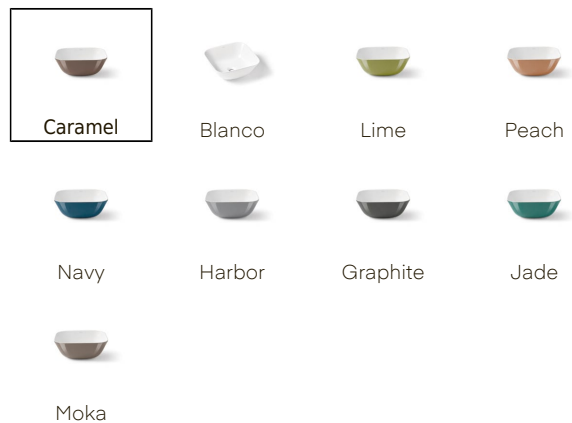 Caramel
Blanco
Lime
Peach
Navy
Harbor
Graphite
Jade
Moka